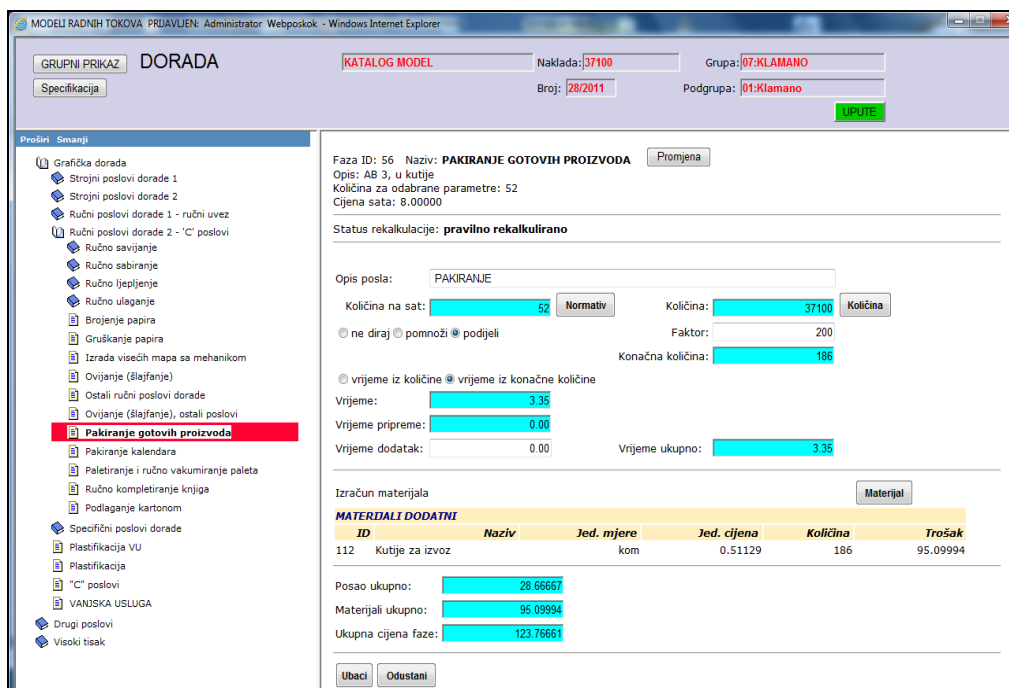 MODELI RADNIH TOKOVA PRIJAVLJEN: Administrator Webposkok - Windows Internet Explorer
GRUPNI PRIKAZ DORADA KATALOG MODEL Naklada: 37100 Grupa: 07:KLAMANO
Specifikacija Broj: 28/2011 Podgrupa: 01:Klamano
UPUTE
Proširi Smanji
Grafička dorada
Strojni poslovi dorade 1
Strojni poslovi dorade 2
Ručni poslovi dorade 1 - ručni uvez
Ručni poslovi dorade 2 - 'C' poslovi
Ručno savijanje
Ručno sabiranje
Ručno ljepljenje
Ručno ulaganje
Brojenje papira
Gruškanje papira
Izrada visećih mapa sa mehanikom
Ovijanje (šlajfanje)
Ostali ručni poslovi dorade
Ovijanje (šlajfanje), ostali poslovi
Pakiranje gotovih proizvoda
Pakiranje kalendara
Paletiranje i ručno vakumiranje paleta
Ručno kompletiranje knjiga
Podlaganje kartonom
Specifični poslovi dorade
Plastifikacija VU
Plastifikacija
"C" poslovi
VANJSKA USLUGA
Drugi poslovi
Visoki tisak
Faza ID: 56 Naziv: PAKIRANJE GOTOVIH PROIZVODA Promjena
Opis: AB 3, u kutije
Količina za odabrane parametre: 52
Cijena sata: 8.00000
Status rekalkulacije: pravilno rekalkulirano
Opis posla: PAKIRANJE
Količina na sat: 52 Normativ Količina: 37100 Količina
ne diraj pomnoži podijeli Faktor: 200
Konačna količina: 186
vrijeme iz količine vrijeme iz konačne količine
Vrijeme: 3.35
Vrijeme pripreme: 0.00
Vrijeme dodatak: 0.00 Vrijeme ukupno: 3.35
Izračun materijala Materijal
MATERIJALI DODATNI
ID Naziv Jed. mjere Jed. cijena Količina Trošak
112 Kutije za izvoz kom 0.51129 186 95.09994
Posao ukupno: 28.66667
Materijali ukupno: 95.09994
Ukupna cijena faze: 123.76661
Ubaci Odustani